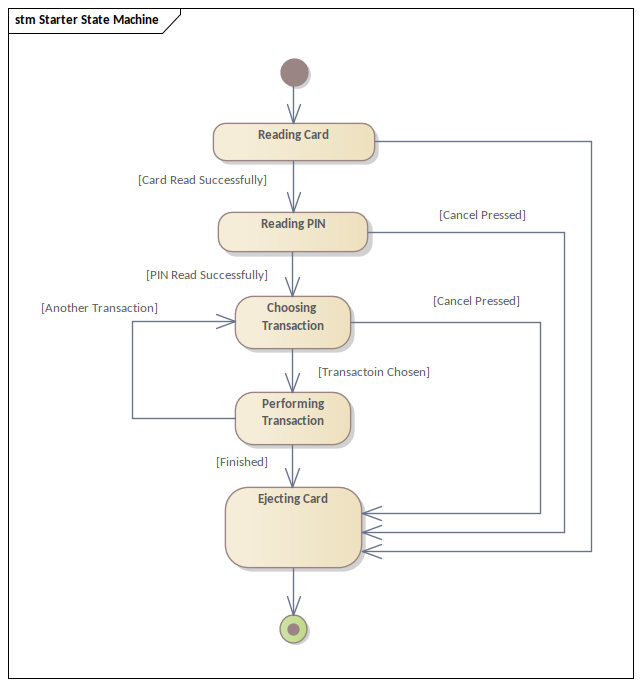 stm Starter State Machine
Reading Card
[Card Read Successfully]
Reading PIN
[Cancel Pressed]
[PIN Read Successfully]
[Another Transaction]
Choosing
Transaction
[Cancel Pressed]
[Transactoin Chosen]
Performing
Transaction
[Finished]
Ejecting Card